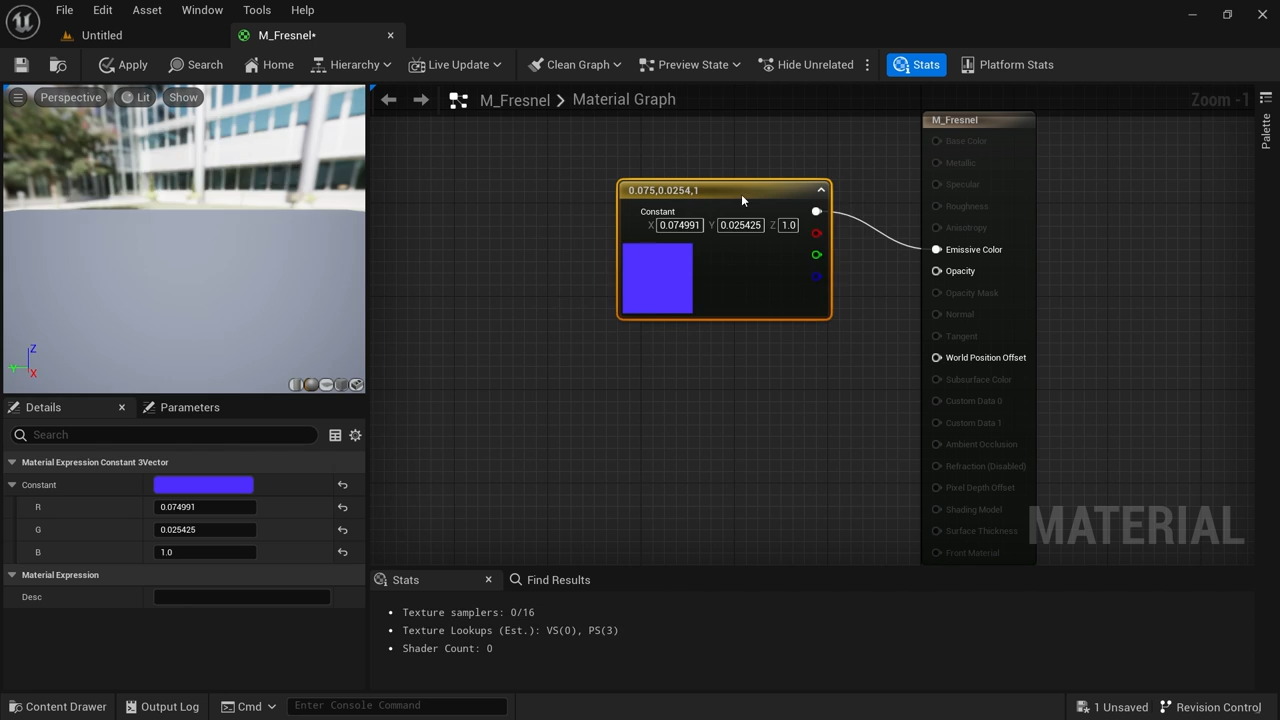 File Edit Asset Window Tools Help
Untitled M_Fresnel*
Apply Search Home Hierarchy Live Update Clean Graph Preview State Hide Unrelated Stats Platform Stats
Perspective Lit Show
M_Fresnel Material Graph Zoom -1
Palette
Z
Y
X
0.075,0.0254,1
Constant
X 0.074991 Y 0.025425 Z 1.0
M_Fresnel
Base Color
Metallic
Specular
Roughness
Anisotropy
Emissive Color
Opacity
Opacity Mask
Normal
Tangent
World Position Offset
Subsurface Color
Custom Data 0
Custom Data 1
Ambient Occlusion
Refraction (Disabled)
Pixel Depth Offset
Shading Model
Surface Thickness
Front Material
MATERIAL
Details Parameters
Search
Material Expression Constant 3Vector
Constant
R 0.074991
G 0.025425
B 1.0
Material Expression
Desc
Stats Find Results
• Texture samplers: 0/16
• Texture Lookups (Est.): VS(0), PS(3)
• Shader Count: 0
Content Drawer Output Log Cmd Enter Console Command 1 Unsaved Revision Control